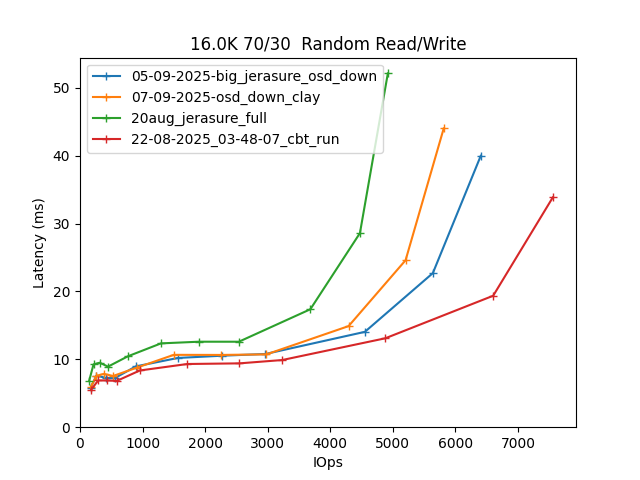 16.0K 70/30  Random Read/Write
05-09-2025-big_jerasure_osd_down
07-09-2025-osd_down_clay
20aug_jerasure_full
22-08-2025_03-48-07_cbt_run
Latency (ms)
50
40
30
20
10
0
0 1000 2000 3000 4000 5000 6000 7000
IOps